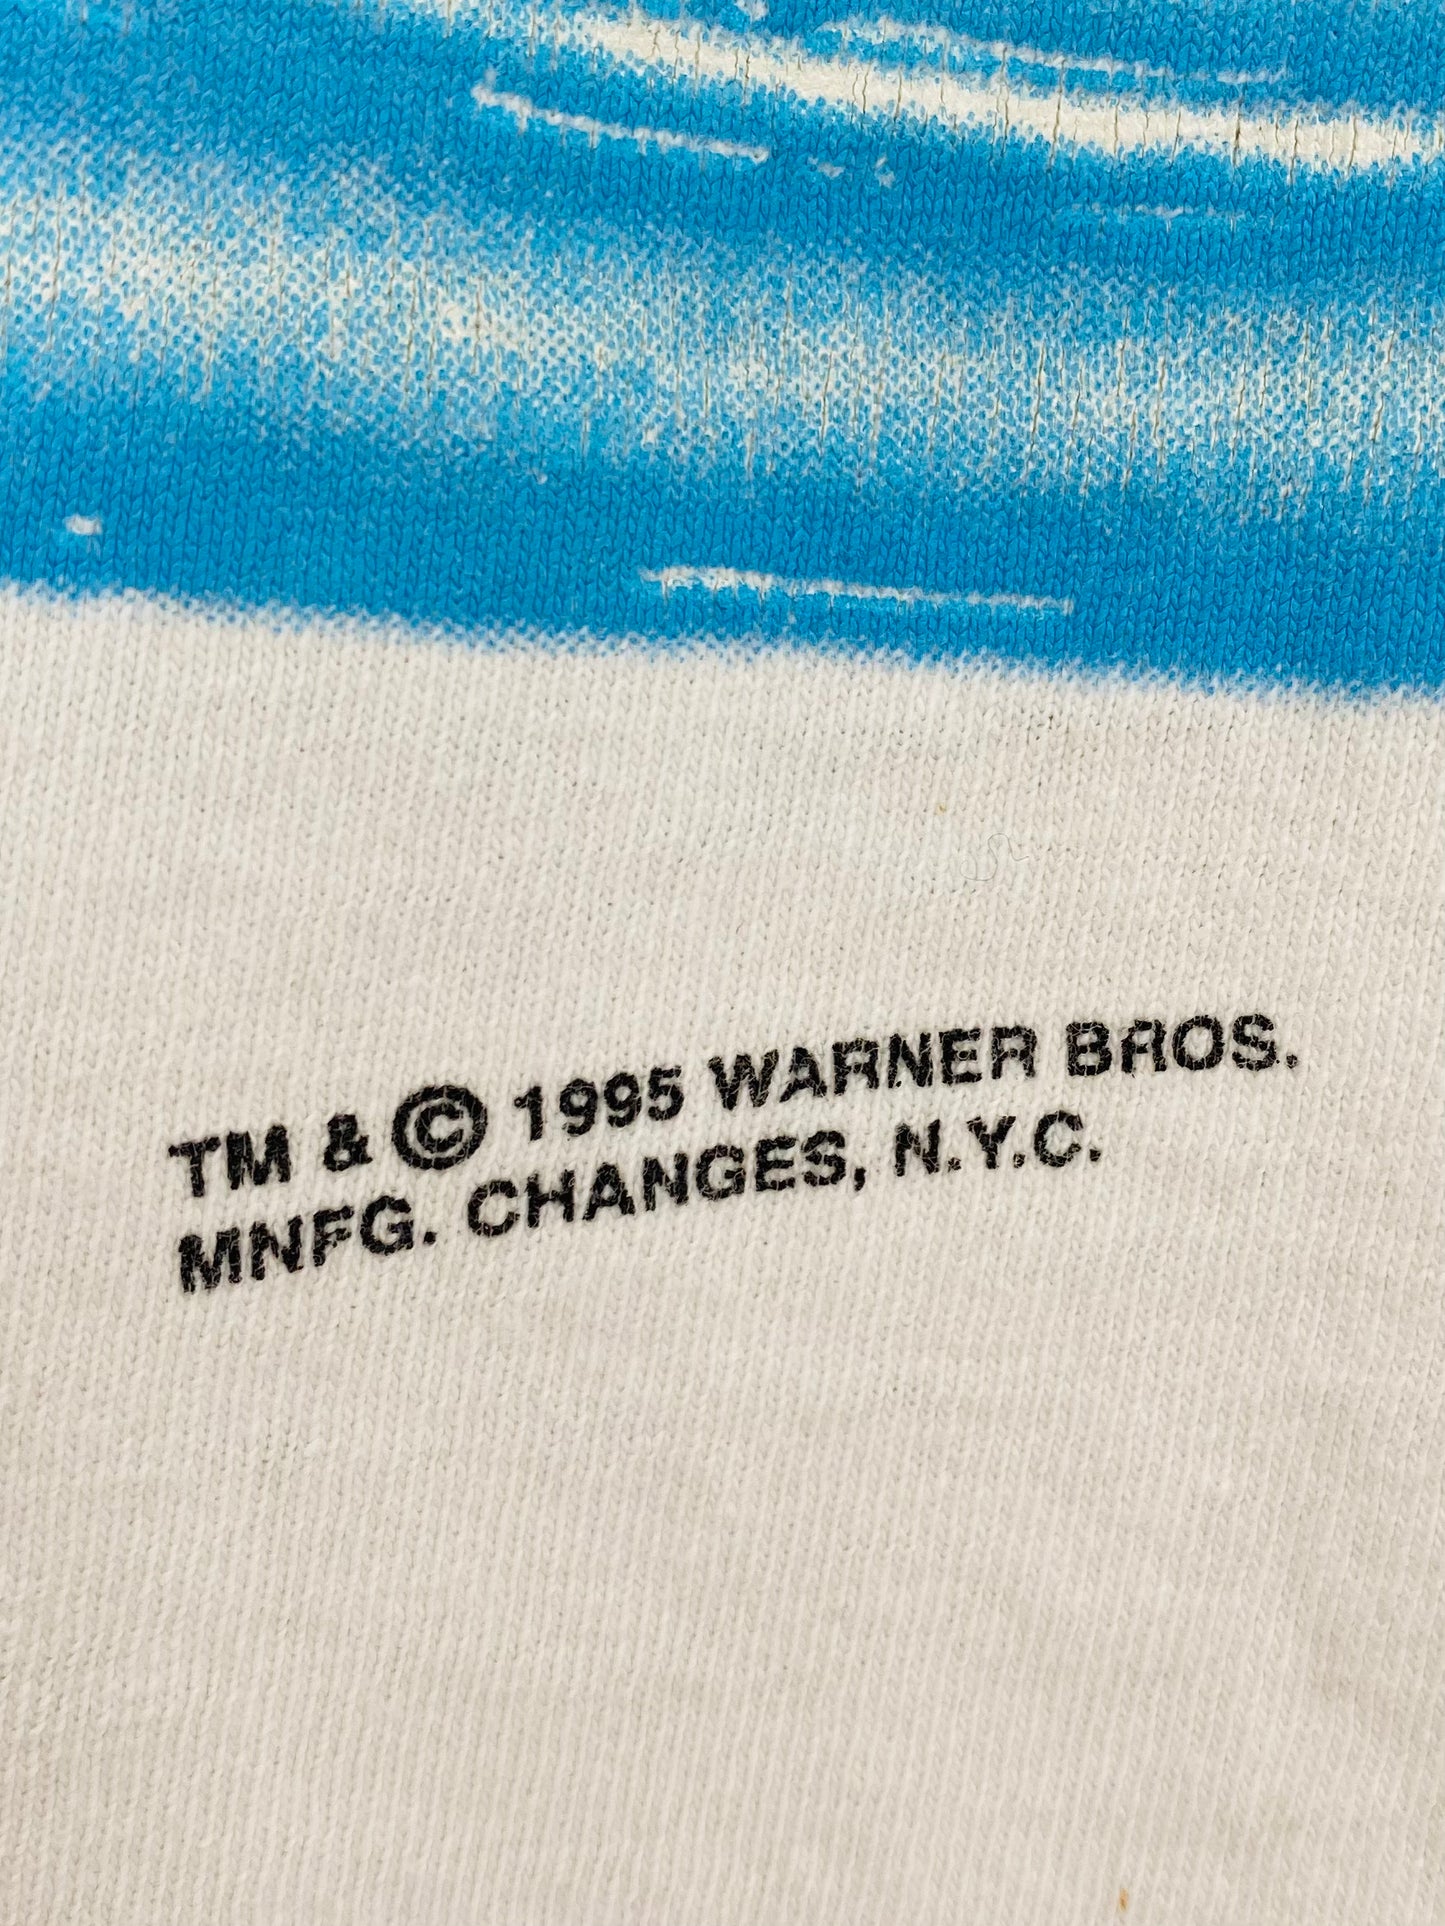 TM & © 1995 WARNER BROS.
MNFG. CHANGES, N.Y.C.